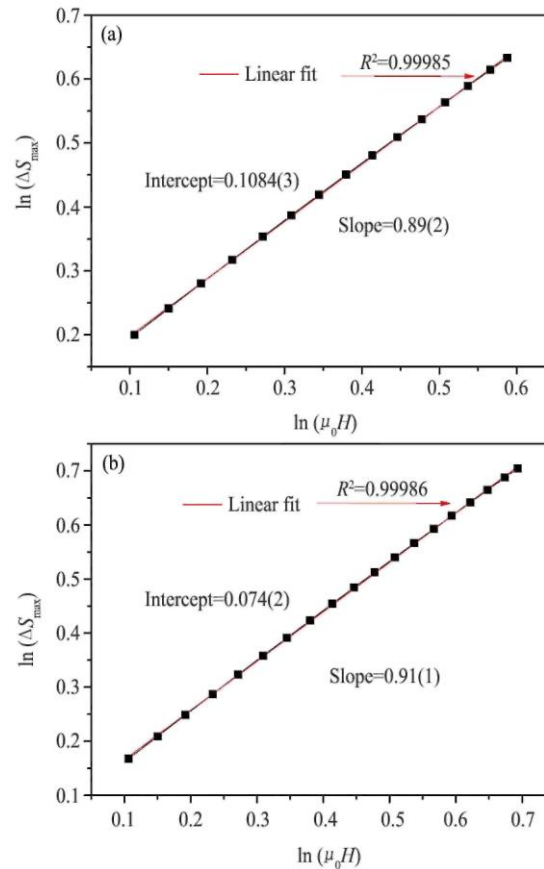 (a)
R²=0.99985
Linear fit
Intercept=0.1084(3)
Slope=0.89(2)
ln (ΔS_max)
0.7
0.6
0.5
0.4
0.3
0.2
0.1 0.2 0.3 0.4 0.5 0.6
ln (μ₀H)
(b)
R²=0.99986
Linear fit
Intercept=0.074(2)
Slope=0.91(1)
ln (ΔS_max)
0.7
0.6
0.5
0.4
0.3
0.2
0.1
0.1 0.2 0.3 0.4 0.5 0.6 0.7
ln (μ₀H)